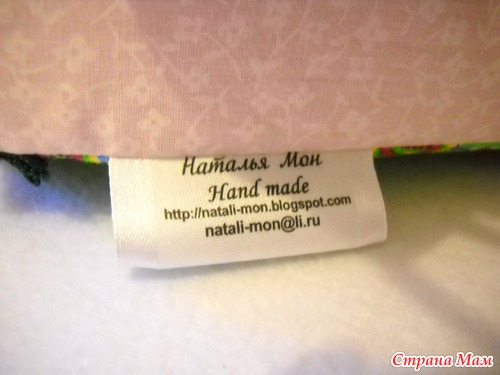 Наталья Мон
Hand made
http://natali-mon.blogspot.com
natali-mon@li.ru
Страна Мам